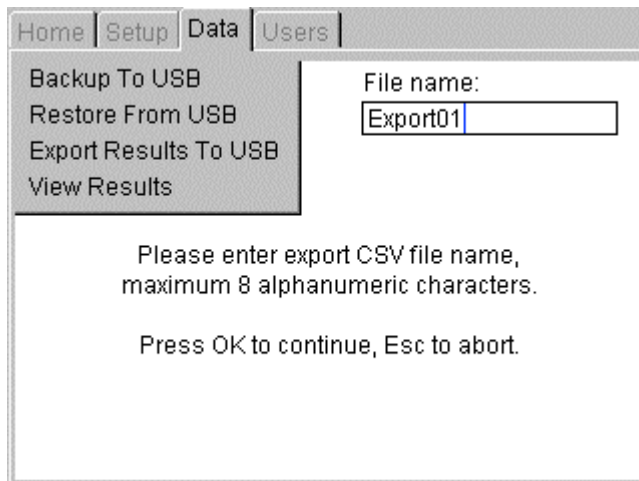 Home Setup Data Users
Backup To USB
Restore From USB
Export Results To USB
View Results
File name:
Export01
Please enter export CSV file name,
maximum 8 alphanumeric characters.
Press OK to continue, Esc to abort.